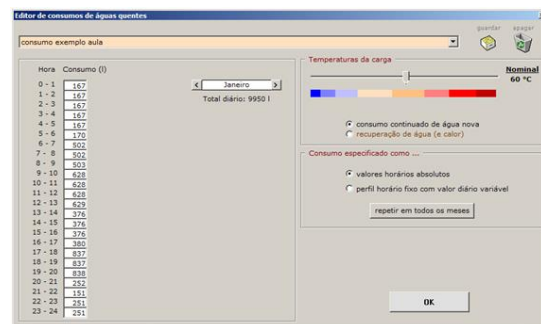 Editor de consumos de águas quentes
guardar apagar
consumo exemplo aula
Hora Consumo (l)
0 - 1 167
1 - 2 167
2 - 3 167
3 - 4 167
4 - 5 167
5 - 6 170
6 - 7 502
7 - 8 502
8 - 9 503
9 - 10 628
10 - 11 628
11 - 12 628
12 - 13 629
13 - 14 376
14 - 15 376
15 - 16 376
16 - 17 380
17 - 18 837
18 - 19 837
19 - 20 838
20 - 21 252
21 - 22 151
22 - 23 251
23 - 24 251
< Janeiro >
Total diário: 9950 l
Temperaturas da carga
Nominal
60 °C
consumo continuado de água nova
recuperação de água (e calor)
Consumo especificado como ...
valores horários absolutos
perfil horário fixo com valor diário variável
repetir em todos os meses
OK